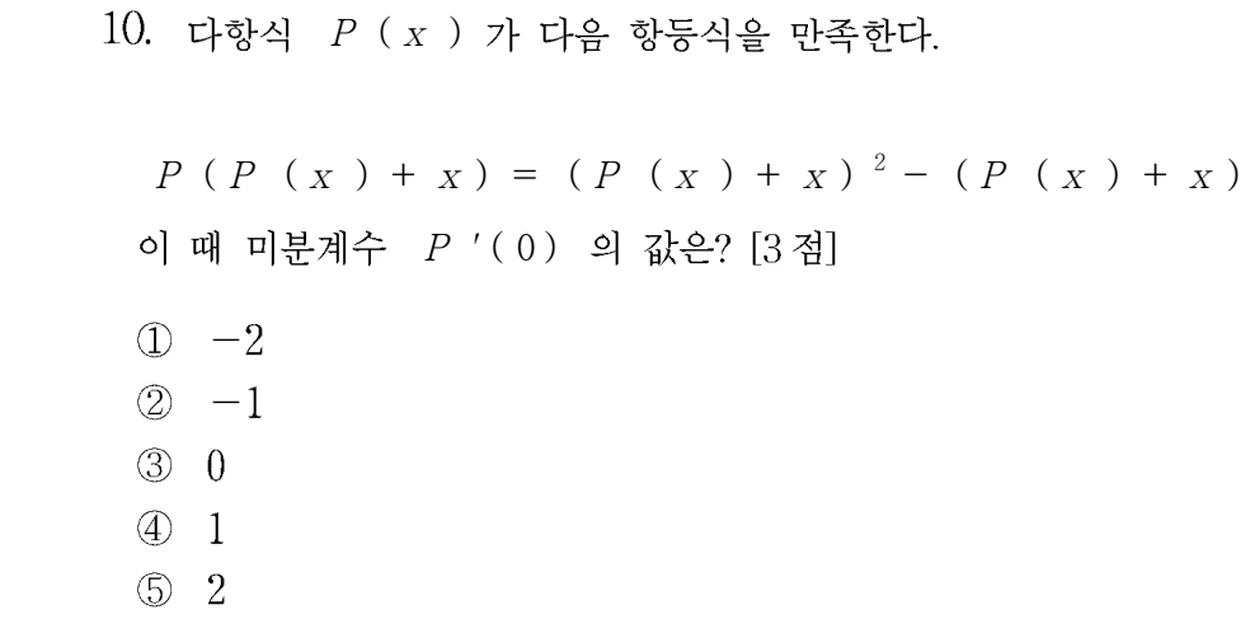 10. 다항식 P ( x ) 가 다음 항등식을 만족한다.
P ( P ( x ) + x ) = ( P ( x ) + x ) ² − ( P ( x ) + x )
이 때 미분계수 P ′( 0 ) 의 값은? [3점]
① −2
② −1
③ 0
④ 1
⑤ 2